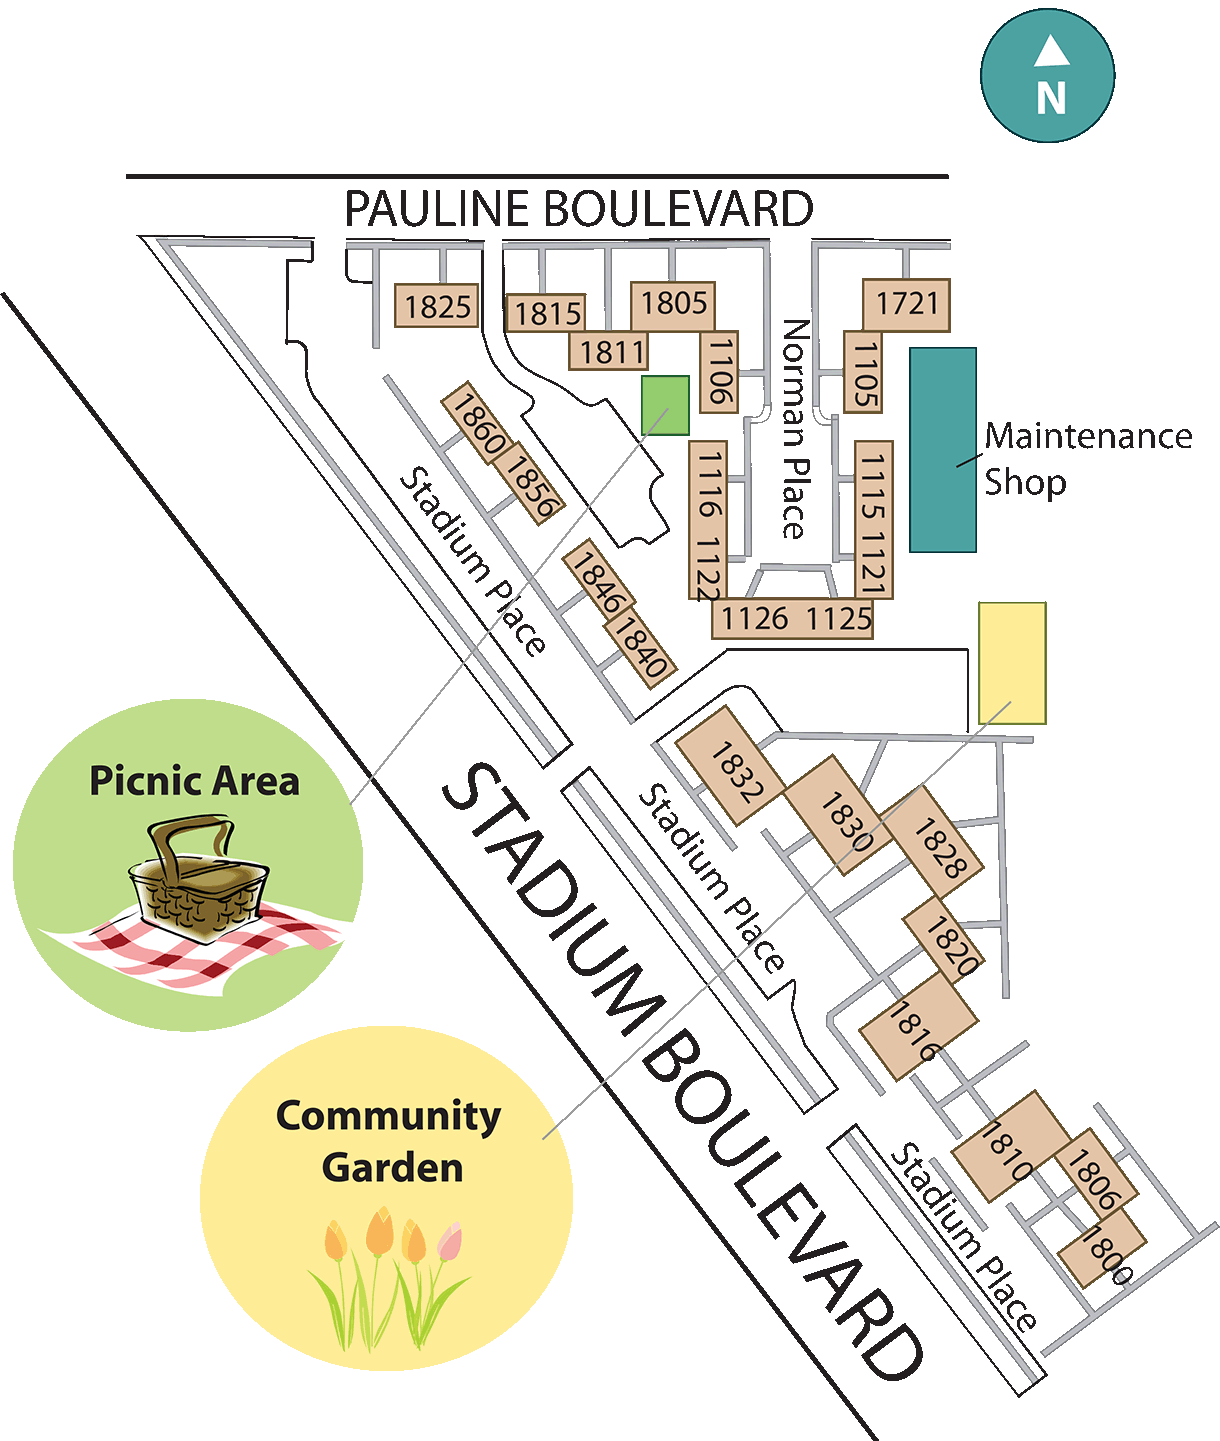 N
PAULINE BOULEVARD
1825
1815
1805
1721
1811
1106
Norman Place
1105
1860
1856
Stadium Place
1116
1122
1115
1121
Maintenance
Shop
1846
1840
1126
1125
Picnic Area
1832
1830
1828
Stadium Place
STADIUM BOULEVARD
1820
1816
Community
Garden
1810
1806
1800
Stadium Place